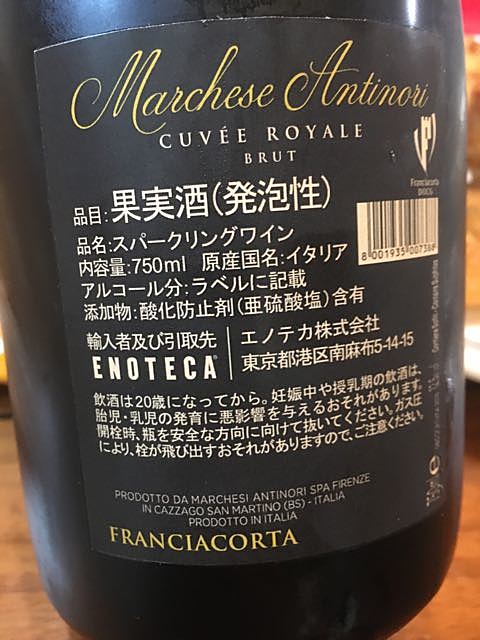 Marchese Antinori
CUVÉE ROYALE
BRUT
Franciacorta
DOCG
品目:果実酒(発泡性)
品名:スパークリングワイン
内容量:750ml 原産国名:イタリア
アルコール分:ラベルに記載
添加物:酸化防止剤(亜硫酸塩)含有
8 001935 00738
輸入者及び引取先
ENOTECA®
エノテカ株式会社
東京都港区南麻布5-14-15
飲酒は20歳になってから。妊娠中や授乳期の飲酒は、
胎児・乳児の発育に悪影響を与えるおそれがあります。
開栓時、瓶を安全な方向に向けて抜いてください。ガス圧
により、栓が飛び出すおそれがありますので、ご注意ください。
PRODOTTO DA MARCHESI ANTINORI SPA FIRENZE
IN CAZZAGO SAN MARTINO (BS) - ITALIA
PRODOTTO IN ITALIA
FRANCIACORTA